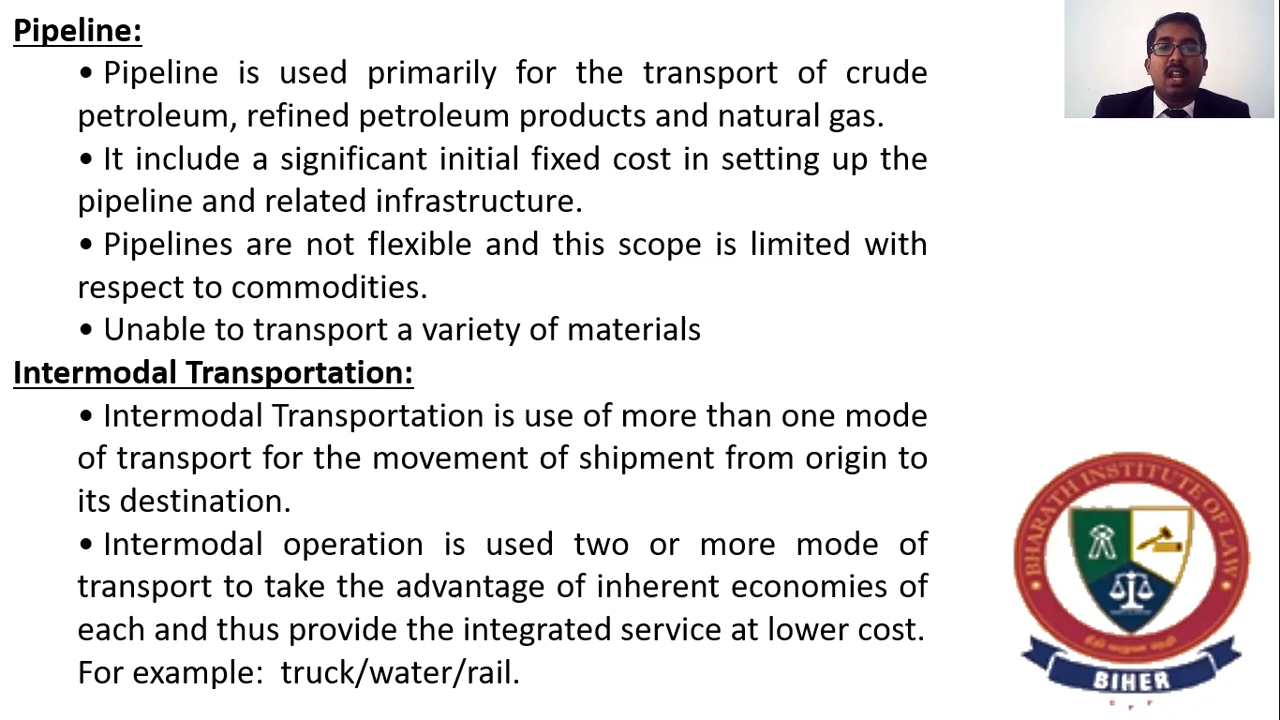 Pipeline:
• Pipeline is used primarily for the transport of crude
petroleum, refined petroleum products and natural gas.
• It include a significant initial fixed cost in setting up the
pipeline and related infrastructure.
• Pipelines are not flexible and this scope is limited with
respect to commodities.
• Unable to transport a variety of materials
Intermodal Transportation:
• Intermodal Transportation is use of more than one mode
of transport for the movement of shipment from origin to
its destination.
• Intermodal operation is used two or more mode of
transport to take the advantage of inherent economies of
each and thus provide the integrated service at lower cost.
For example: truck/water/rail.
BHARATH INSTITUTE OF LAW
BIHER